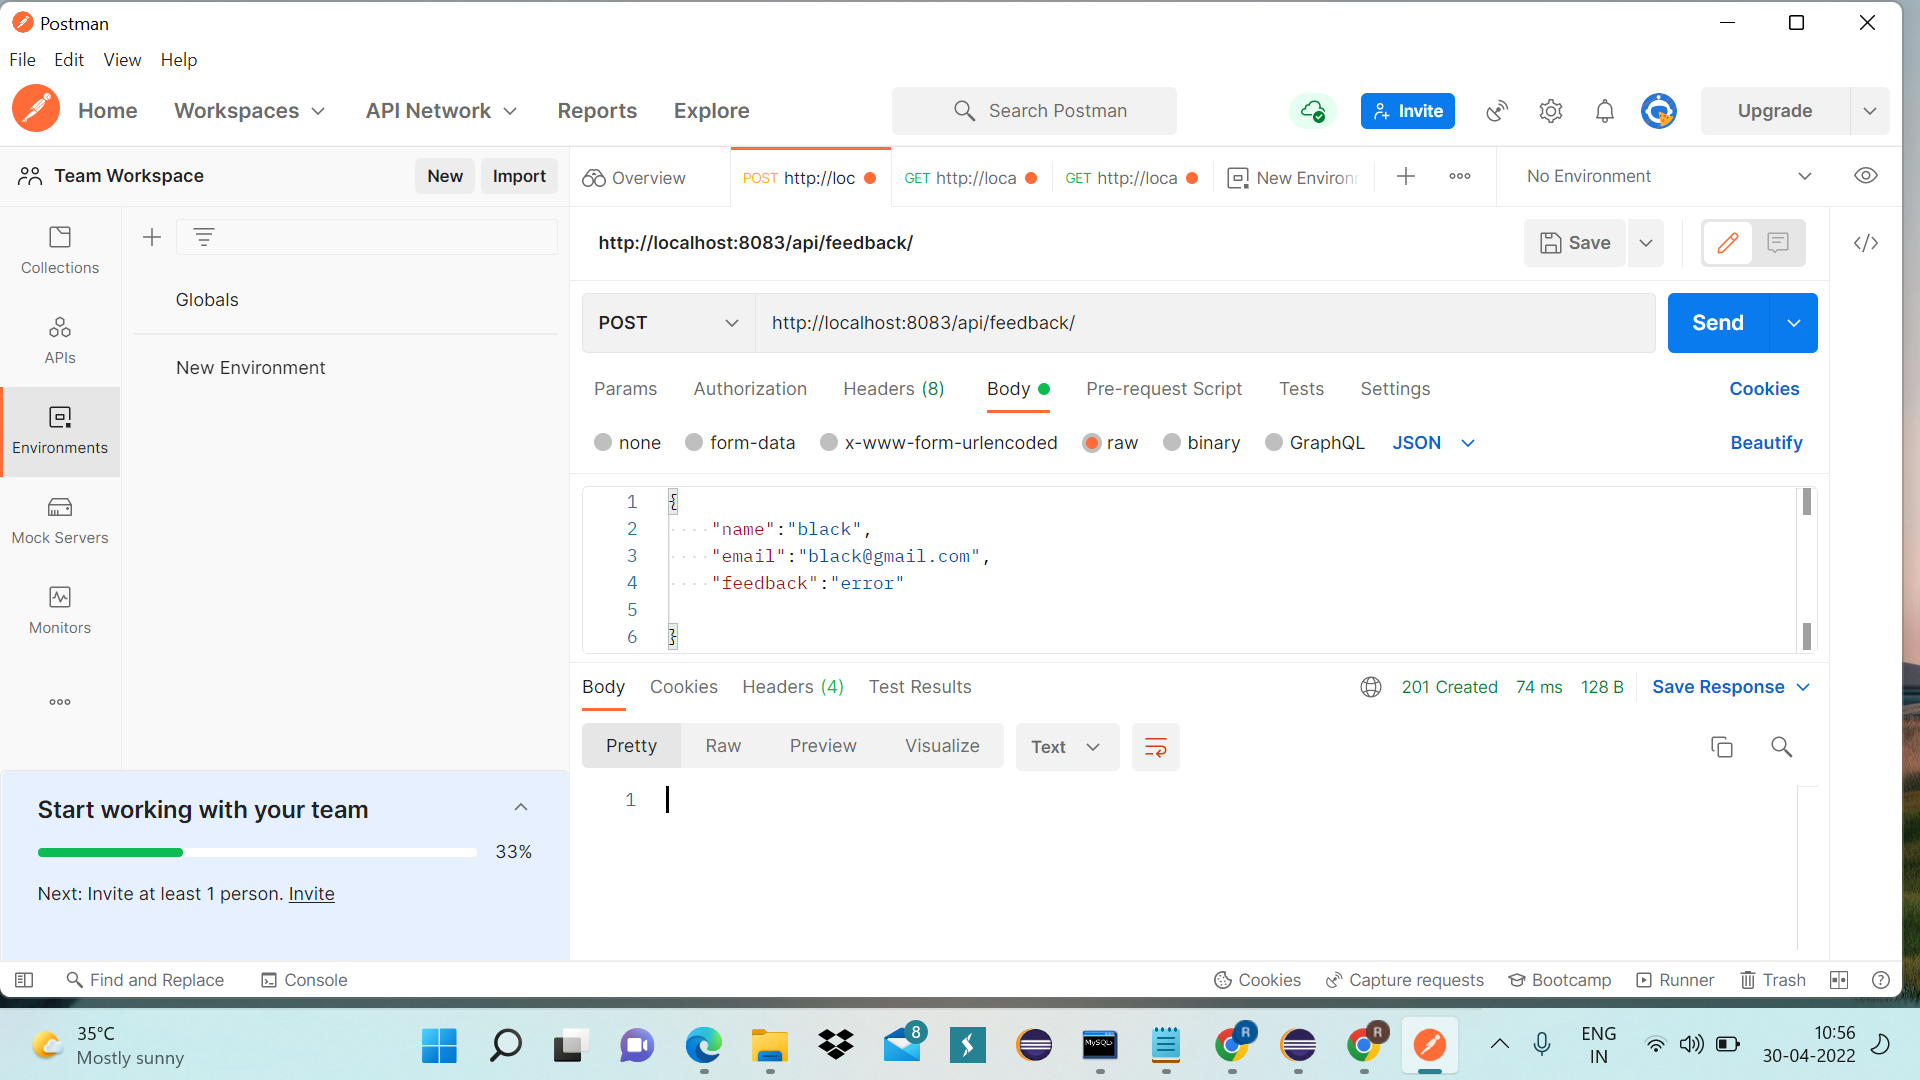 Postman
File Edit View Help
Home Workspaces API Network Reports Explore Search Postman Invite Upgrade
Team Workspace New Import Overview POST http://loc GET http://loca GET http://loca New Environ No Environment
Collections
APIs
Environments
Mock Servers
Monitors
Globals
New Environment
http://localhost:8083/api/feedback/ Save
POST http://localhost:8083/api/feedback/ Send
Params Authorization Headers (8) Body Pre-request Script Tests Settings Cookies
none form-data x-www-form-urlencoded raw binary GraphQL JSON Beautify
1 {
2 "name":"black",
3 "email":"black@gmail.com",
4 "feedback":"error"
5
6 }
Body Cookies Headers (4) Test Results 201 Created 74 ms 128 B Save Response
Pretty Raw Preview Visualize Text
1
Start working with your team
33%
Next: Invite at least 1 person. Invite
Find and Replace Console Cookies Capture requests Bootcamp Runner Trash
35°C
Mostly sunny
8
MySQL
R
R
ENG
IN
10:56
30-04-2022